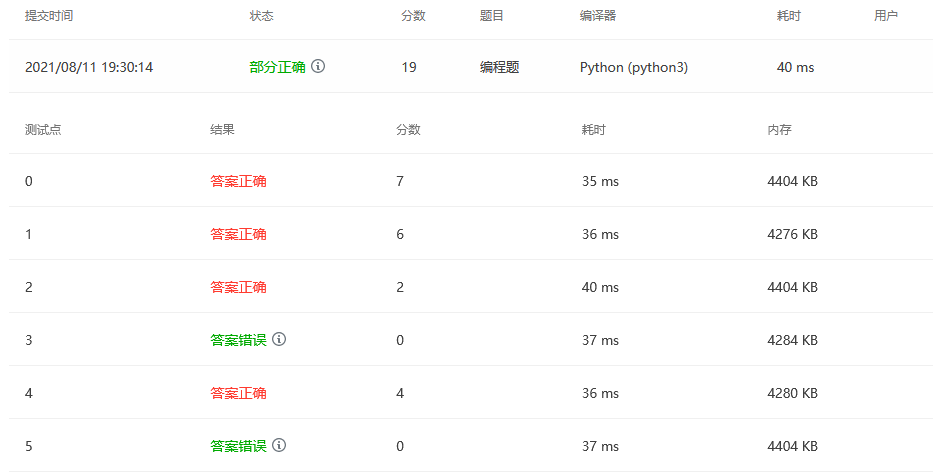 提交时间 状态 分数 题目 编译器 耗时 用户
2021/08/11 19:30:14 部分正确 19 编程题 Python (python3) 40 ms
测试点 结果 分数 耗时 内存
0 答案正确 7 35 ms 4404 KB
1 答案正确 6 36 ms 4276 KB
2 答案正确 2 40 ms 4404 KB
3 答案错误 0 37 ms 4284 KB
4 答案正确 4 36 ms 4280 KB
5 答案错误 0 37 ms 4404 KB